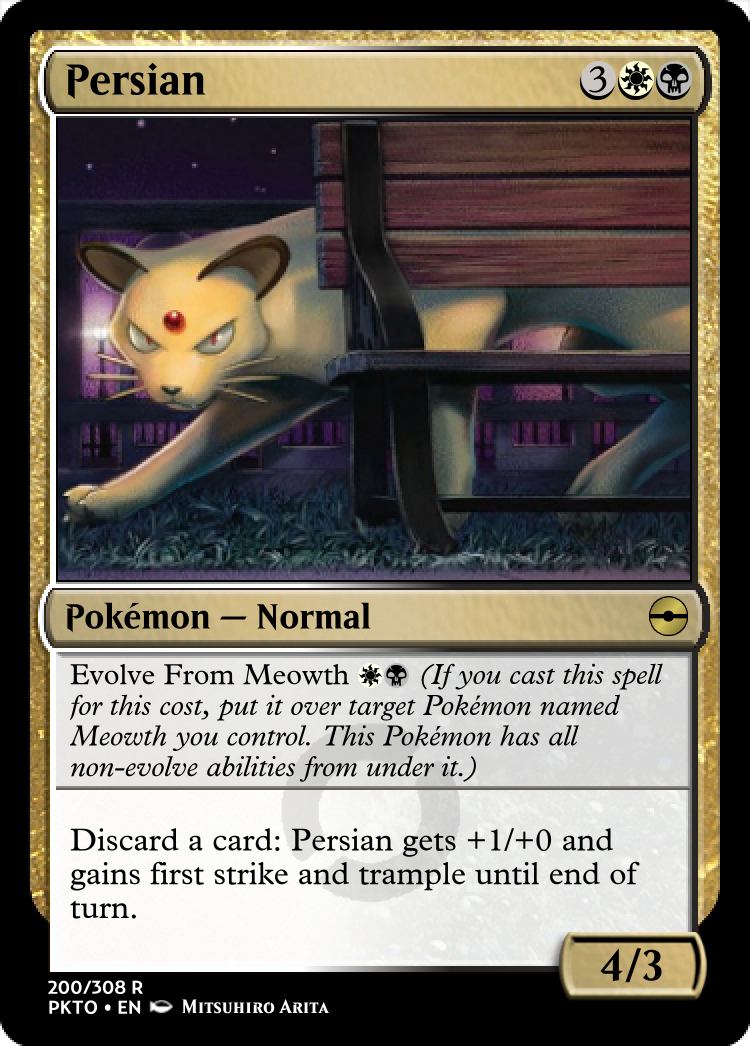 Persian 3
Pokémon — Normal
Evolve From Meowth (If you cast this spell
for this cost, put it over target Pokémon named
Meowth you control. This Pokémon has all
non-evolve abilities from under it.)
Discard a card: Persian gets +1/+0 and
gains first strike and trample until end of
turn.
4/3
200/308 R
PKTO • EN Mitsuhiro Arita